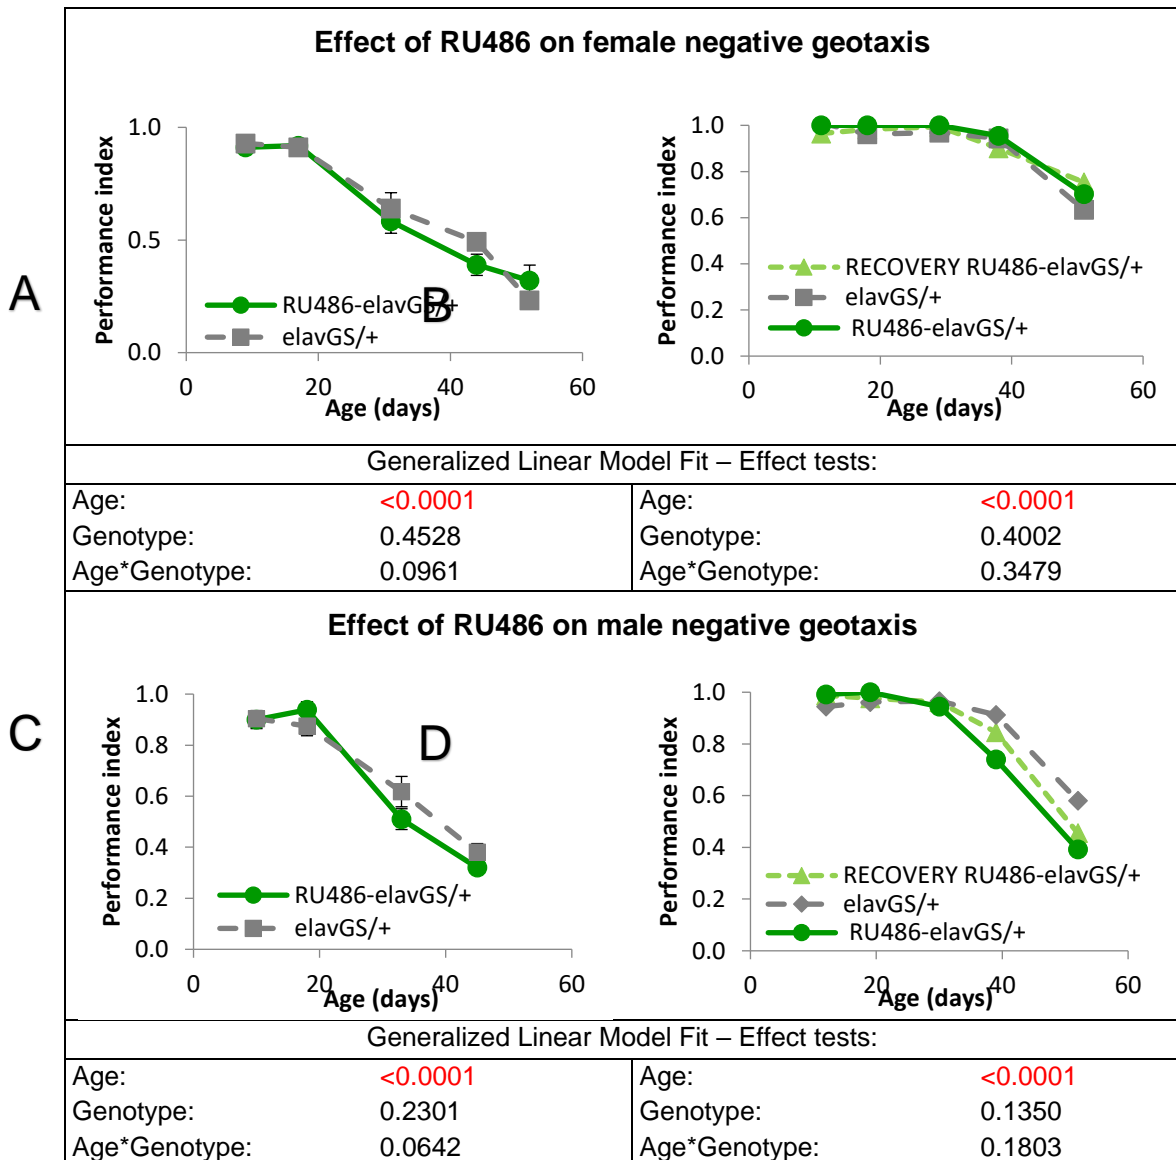 Effect of RU486 on female negative geotaxis
A
Performance index
1.0
0.5
0.0
0
20
40
60
Age (days)
RU486-elavGS/+
elavGS/+
B
Performance index
1.0
0.8
0.6
0.4
0.2
0.0
0
20
40
60
Age (days)
RECOVERY RU486-elavGS/+
elavGS/+
RU486-elavGS/+
Generalized Linear Model Fit – Effect tests:
Age: <0.0001
Genotype: 0.4528
Age*Genotype: 0.0961
Age: <0.0001
Genotype: 0.4002
Age*Genotype: 0.3479
Effect of RU486 on male negative geotaxis
C
Performance index
1.0
0.8
0.6
0.4
0.2
0.0
0
20
40
60
Age (days)
RU486-elavGS/+
elavGS/+
D
Performance index
1.0
0.8
0.6
0.4
0.2
0.0
0
20
40
60
Age (days)
RECOVERY RU486-elavGS/+
elavGS/+
RU486-elavGS/+
Generalized Linear Model Fit – Effect tests:
Age: <0.0001
Genotype: 0.2301
Age*Genotype: 0.0642
Age: <0.0001
Genotype: 0.1350
Age*Genotype: 0.1803